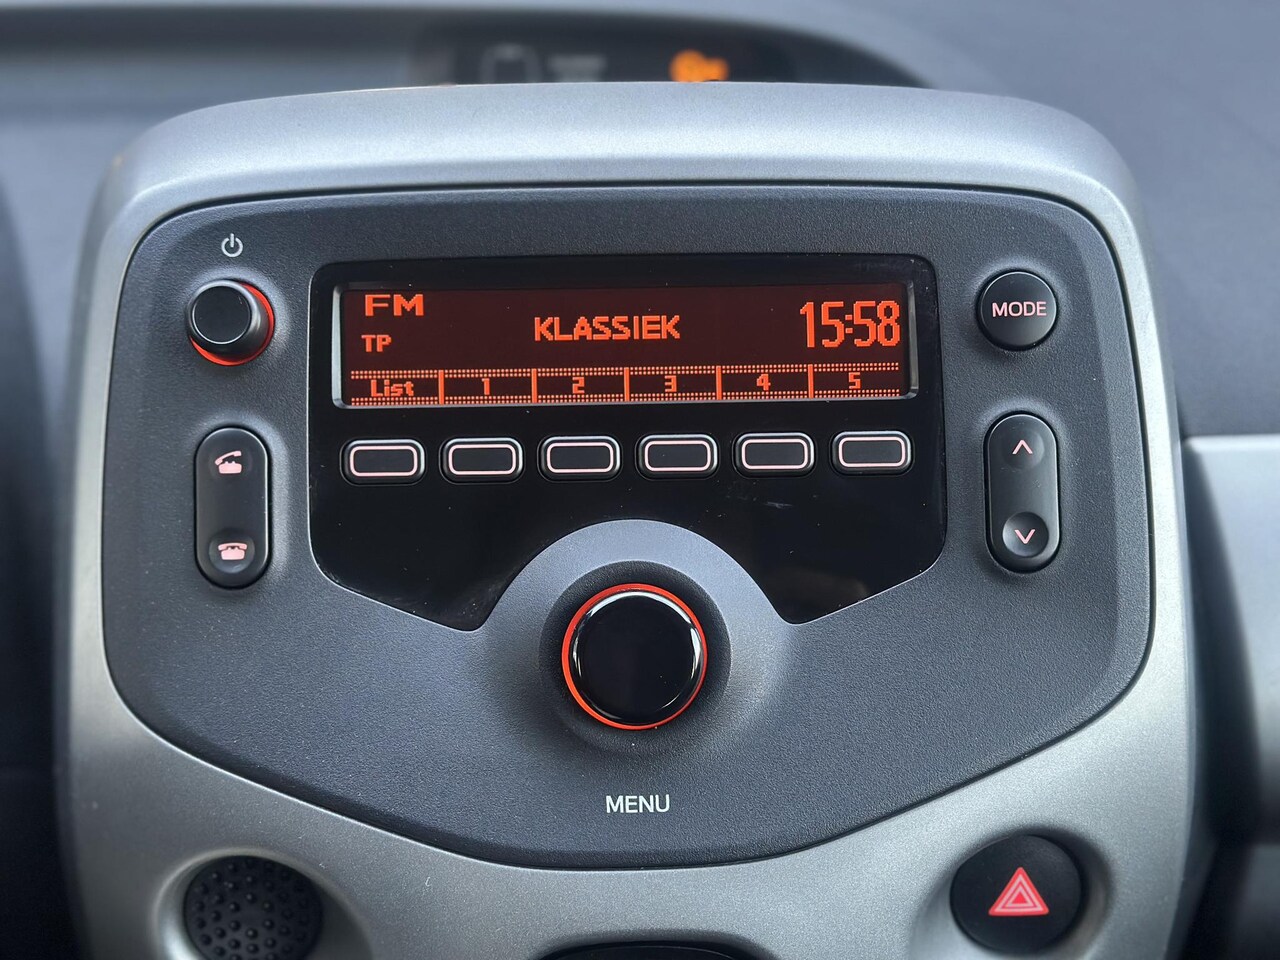 FM
TP
KLASSIEK
15:58
List 1 2 3 4 5
MODE
MENU